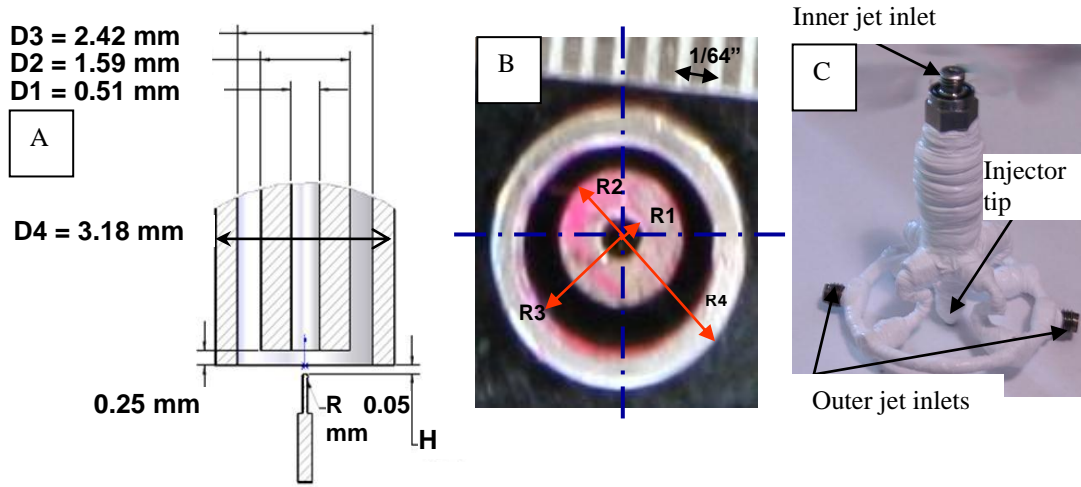 D3 = 2.42 mm
D2 = 1.59 mm
D1 = 0.51 mm
A
D4 = 3.18 mm
0.25 mm
R 0.05
mm
H
B
1/64”
R2
R1
R3
R4
Inner jet inlet
C
Injector
tip
Outer jet inlets